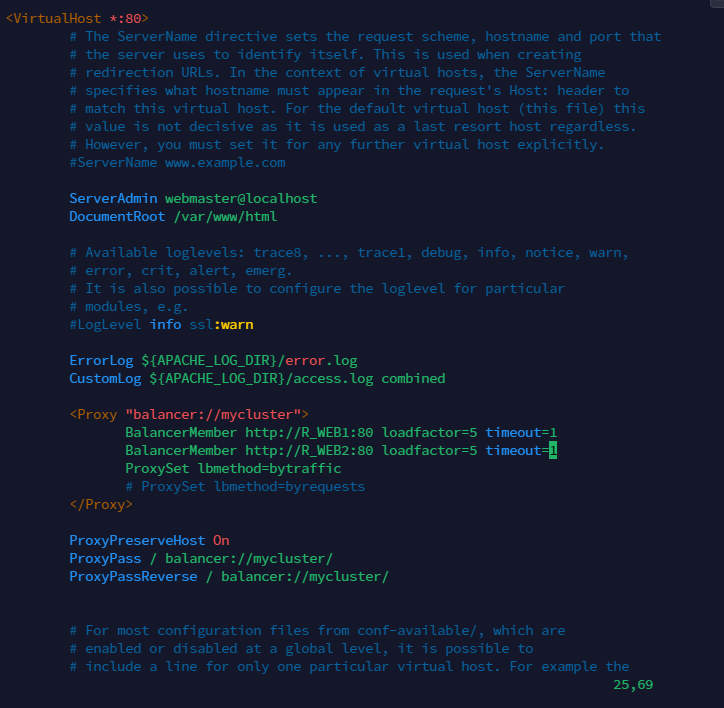 <VirtualHost *:80>
# The ServerName directive sets the request scheme, hostname and port that
# the server uses to identify itself. This is used when creating
# redirection URLs. In the context of virtual hosts, the ServerName
# specifies what hostname must appear in the request's Host: header to
# match this virtual host. For the default virtual host (this file) this
# value is not decisive as it is used as a last resort host regardless.
# However, you must set it for any further virtual host explicitly.
#ServerName www.example.com
ServerAdmin webmaster@localhost
DocumentRoot /var/www/html
# Available loglevels: trace8, ..., trace1, debug, info, notice, warn,
# error, crit, alert, emerg.
# It is also possible to configure the loglevel for particular
# modules, e.g.
#LogLevel info ssl:warn
ErrorLog ${APACHE_LOG_DIR}/error.log
CustomLog ${APACHE_LOG_DIR}/access.log combined
<Proxy "balancer://mycluster">
BalancerMember http://R_WEB1:80 loadfactor=5 timeout=1
BalancerMember http://R_WEB2:80 loadfactor=5 timeout=1
ProxySet lbmethod=bytraffic
# ProxySet lbmethod=byrequests
</Proxy>
ProxyPreserveHost On
ProxyPass / balancer://mycluster/
ProxyPassReverse / balancer://mycluster/
# For most configuration files from conf-available/, which are
# enabled or disabled at a global level, it is possible to
# include a line for only one particular virtual host. For example the
25,69